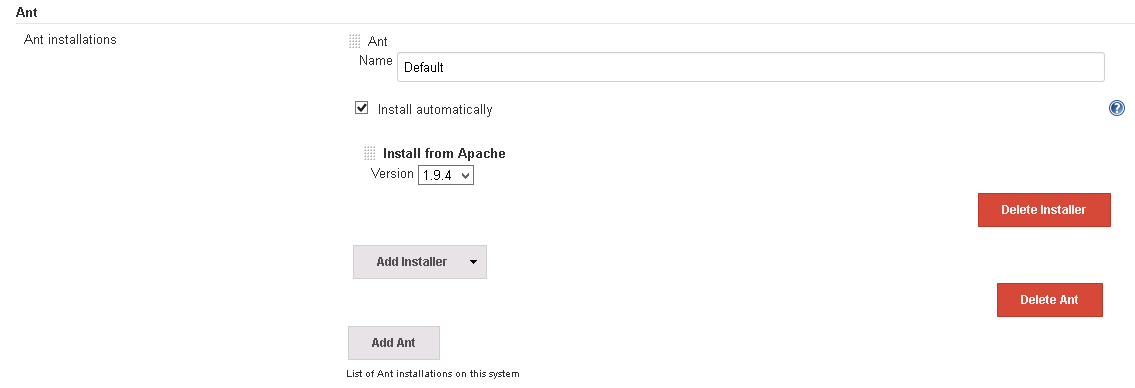 Ant
Ant installations
Ant
Name Default
Install automatically
?
Install from Apache
Version 1.9.4
Delete Installer
Add Installer
Delete Ant
Add Ant
List of Ant installations on this system